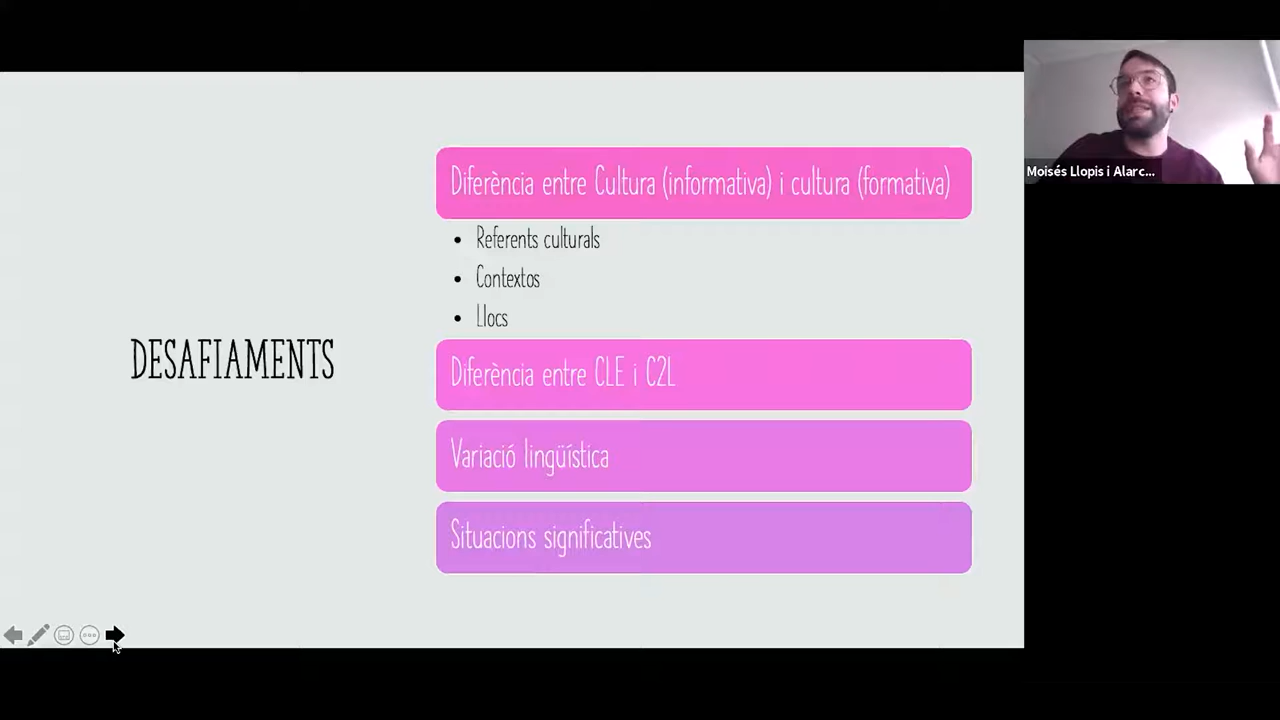 DESAFIAMENTS
Diferència entre Cultura (informativa) i cultura (formativa)
• Referents culturals
• Contextos
• Llocs
Diferència entre CLE i C2L
Variació lingüística
Situacions significatives
Moisés Llopis i Alarc...